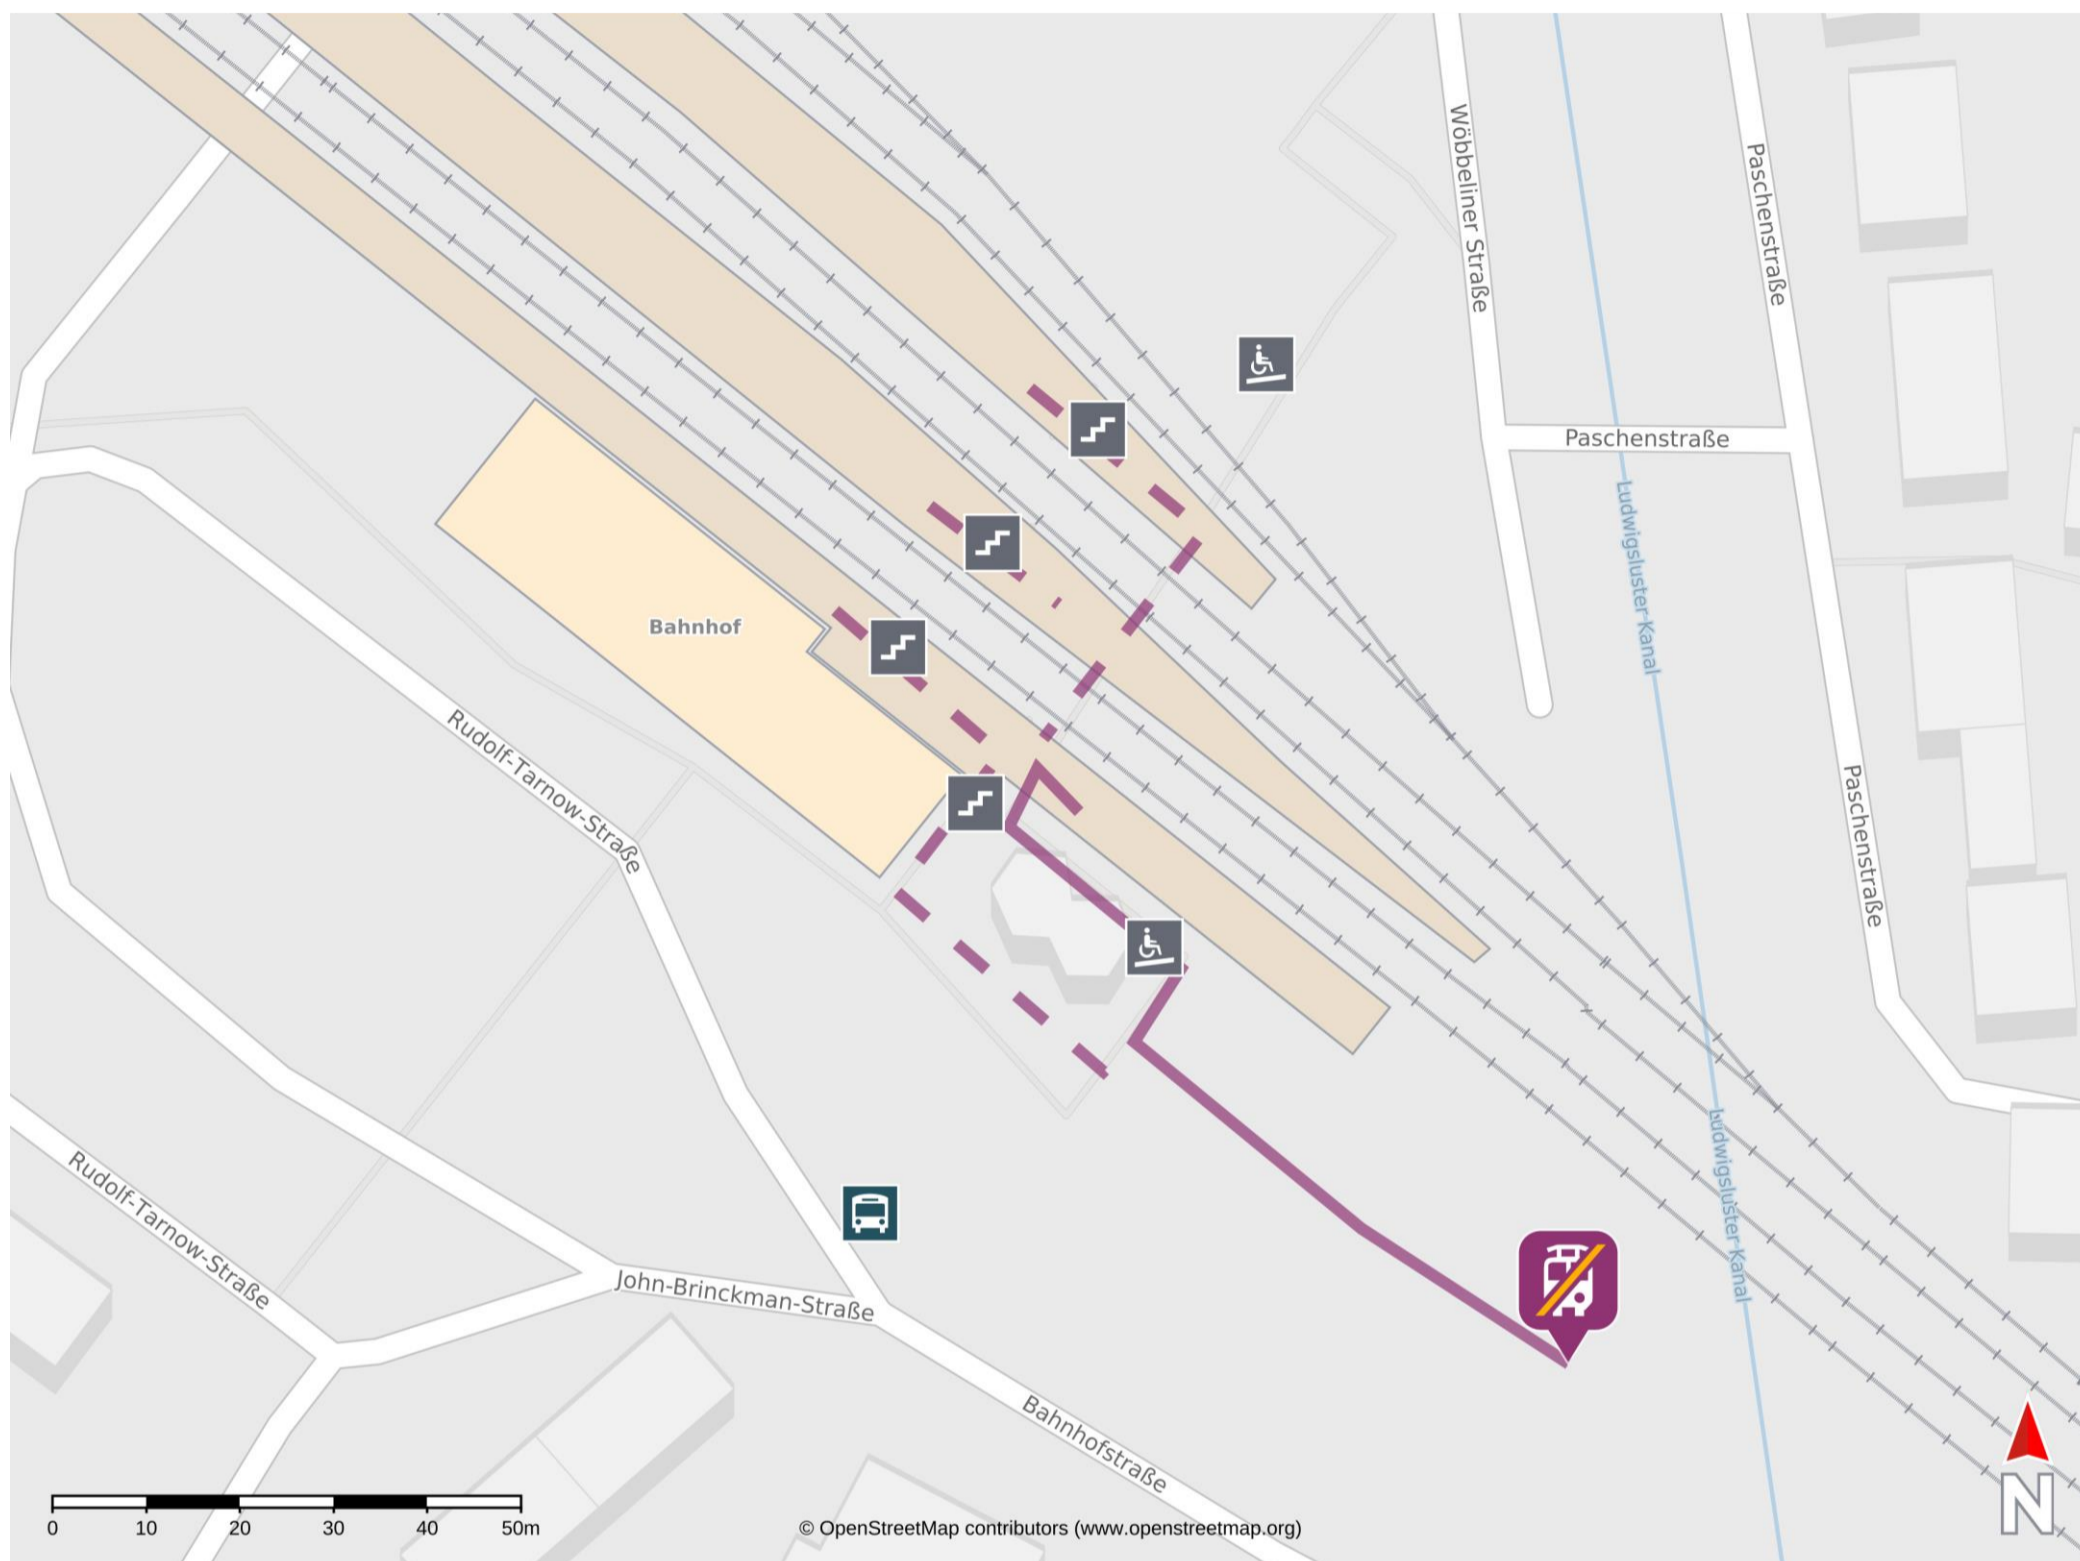 Wöbbeliner Straße
Paschenstraße
Paschenstraße
Ludwigsluster Kanal
Bahnhof
Rudolf-Tarnow-Straße
Paschenstraße
Ludwigsluster Kanal
Rudolf-Tarnow-Straße
John-Brinckman-Straße
Bahnhofstraße
N
0 10 20 30 40 50m
© OpenStreetMap contributors (www.openstreetmap.org)